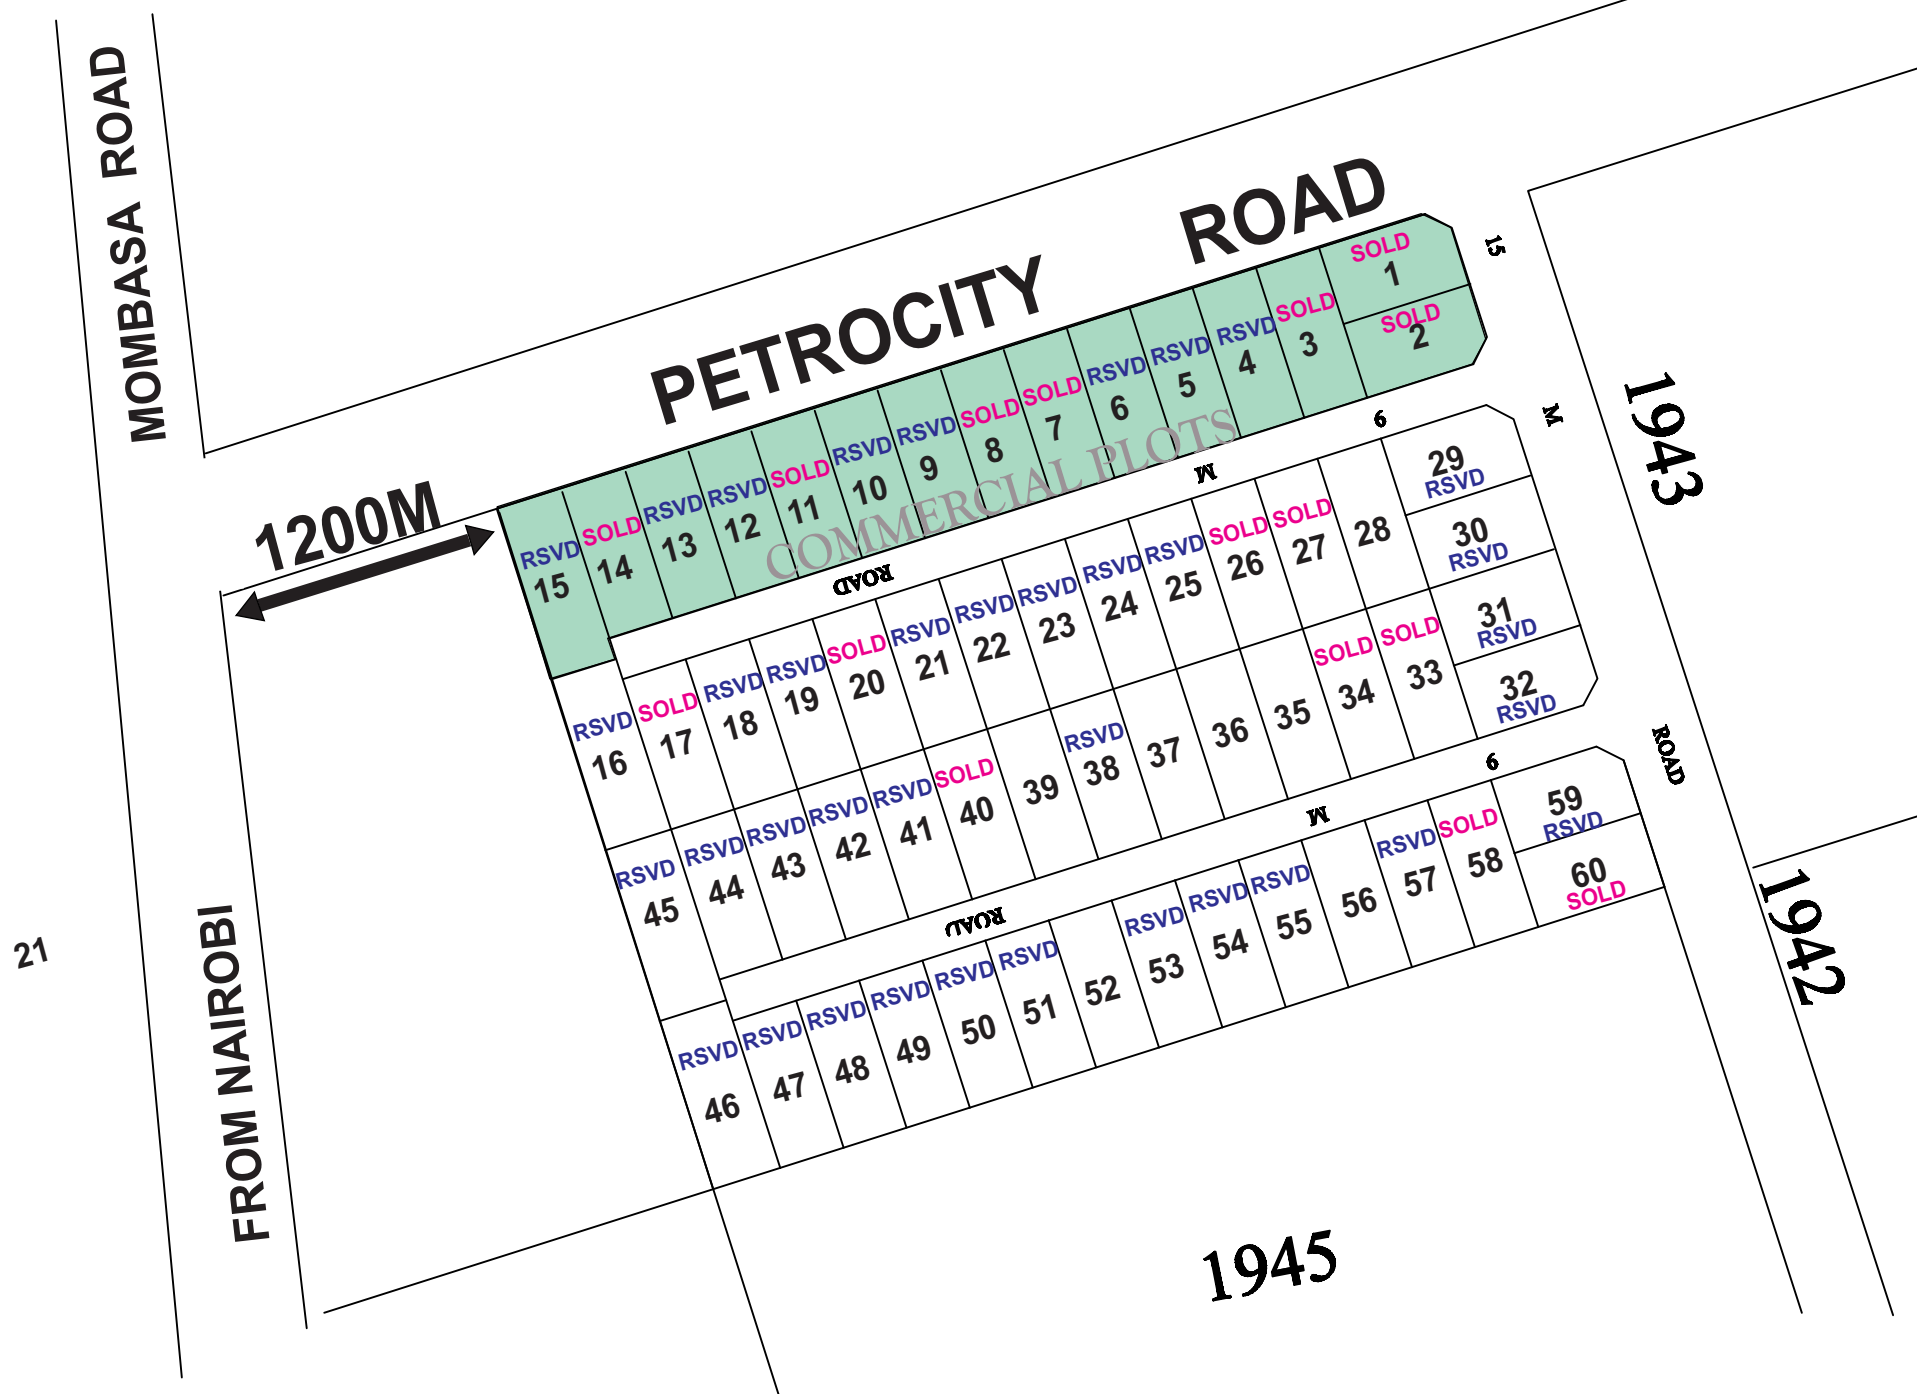 MOMBASA ROAD
FROM NAIROBI
21
1200M
PETROCITY ROAD
COMMERCIAL PLOTS
SOLD
1
SOLD
2
SOLD
3
RSVD
4
RSVD
5
RSVD
6
SOLD
7
SOLD
8
RSVD
9
RSVD
10
SOLD
11
RSVD
12
RSVD
13
SOLD
14
RSVD
15
15 M ROAD
ROAD M 9
RSVD
16
SOLD
17
RSVD
18
RSVD
19
SOLD
20
RSVD
21
RSVD
22
RSVD
23
RSVD
24
RSVD
25
SOLD
26
SOLD
27
28
29
RSVD
30
RSVD
31
RSVD
32
RSVD
SOLD
33
SOLD
34
35
36
37
RSVD
38
39
SOLD
40
RSVD
41
RSVD
42
RSVD
43
RSVD
44
RSVD
45
ROAD M 9
RSVD
46
RSVD
47
RSVD
48
RSVD
49
RSVD
50
RSVD
51
52
RSVD
53
RSVD
54
RSVD
55
56
RSVD
57
SOLD
58
59
RSVD
60
SOLD
1943
1942
1945